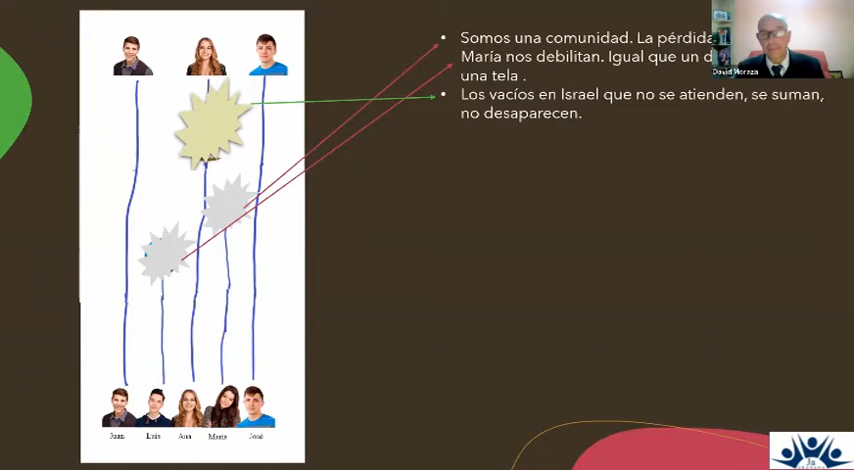 Somos una comunidad. La pérdida
María nos debilitan. Igual que un d
una tela .
Los vacíos en Israel que no se atienden, se suman,
no desaparecen.
David Moraza
Juan Luis Ana María José